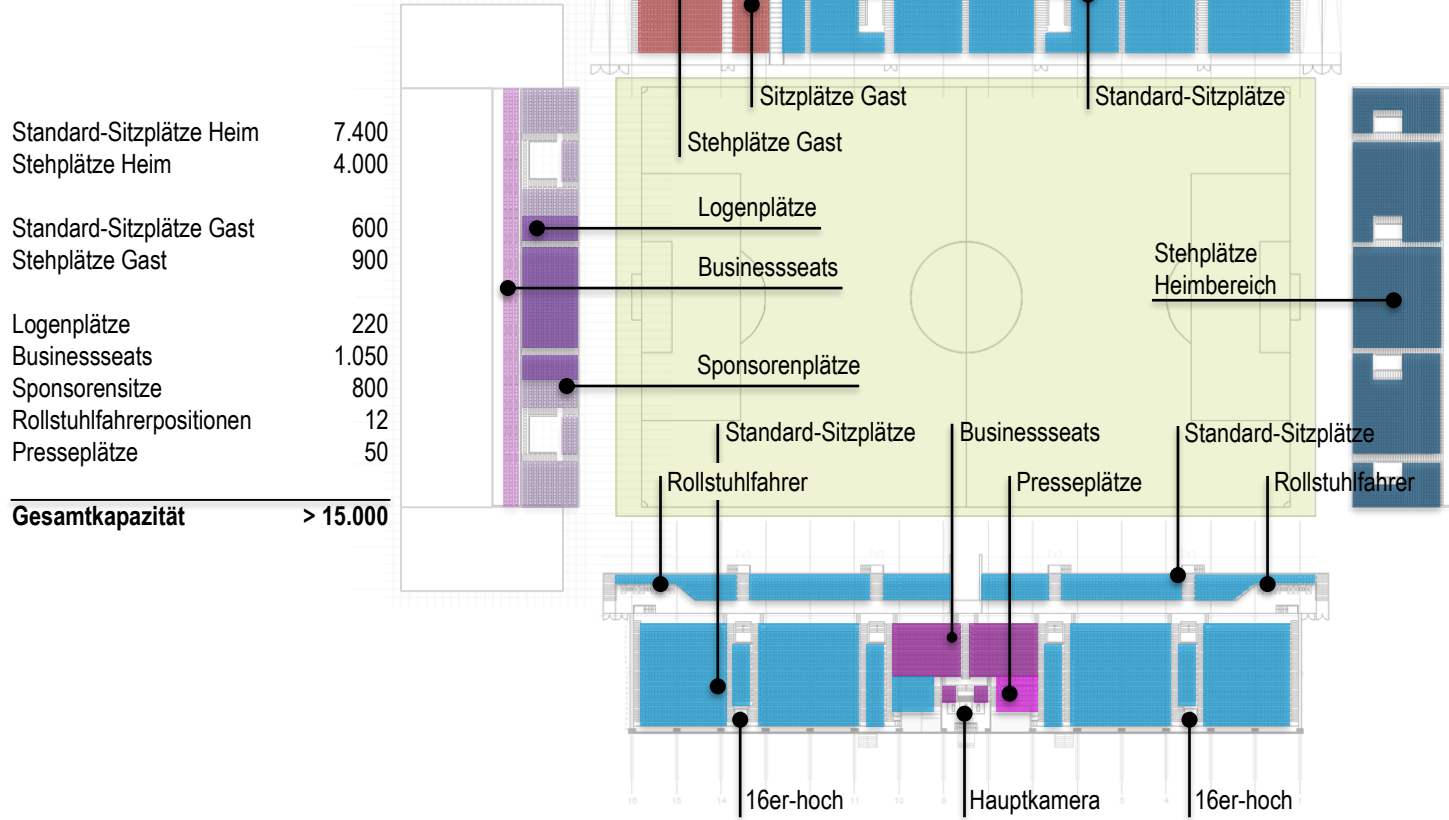 Standard-Sitzplätze Heim 7.400
Stehplätze Heim 4.000
Standard-Sitzplätze Gast 600
Stehplätze Gast 900
Logenplätze 220
Businessseats 1.050
Sponsorensitze 800
Rollstuhlfahrerpositionen 12
Presseplätze 50
Gesamtkapazität > 15.000
Sitzplätze Gast
Standard-Sitzplätze
Stehplätze Gast
Logenplätze
Businessseats
Stehplätze
Heimbereich
Sponsorenplätze
Standard-Sitzplätze
Businessseats
Standard-Sitzplätze
Rollstuhlfahrer
Presseplätze
Rollstuhlfahrer
16er-hoch
Hauptkamera
16er-hoch